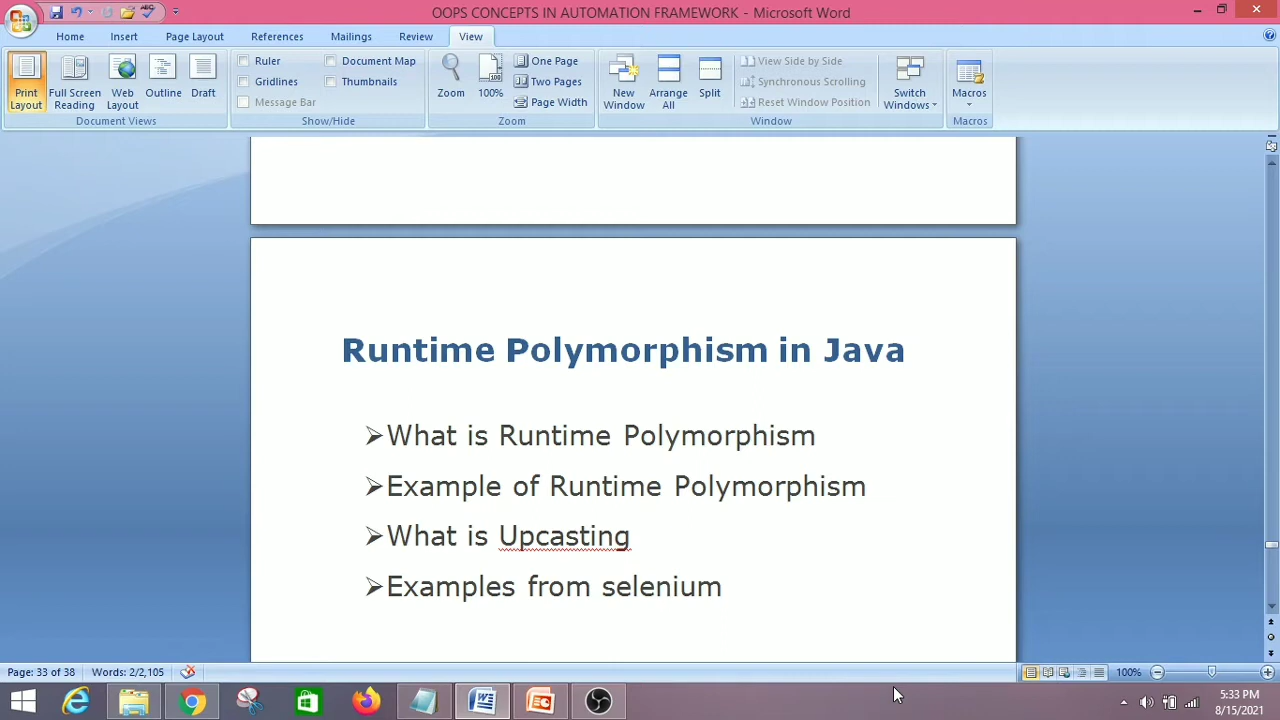 OOPS CONCEPTS IN AUTOMATION FRAMEWORK - Microsoft Word
Home Insert Page Layout References Mailings Review View
Ruler Document Map One Page View Side by Side
Gridlines Thumbnails Two Pages Synchronous Scrolling
Message Bar Page Width Reset Window Position
Print Layout Full Screen Reading Web Layout Outline Draft Zoom 100% New Window Arrange All Split Switch Windows Macros
Document Views Show/Hide Zoom Window Macros
Runtime Polymorphism in Java
➢What is Runtime Polymorphism
➢Example of Runtime Polymorphism
➢What is Upcasting
➢Examples from selenium
Page: 33 of 38 Words: 2/2,105 100%
5:33 PM
8/15/2021